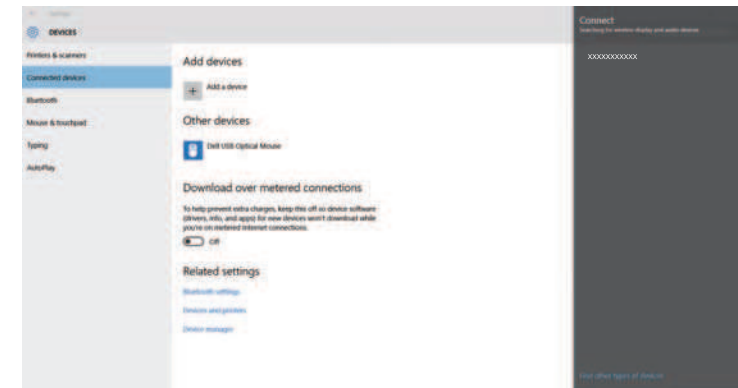 Settings
DEVICES
Printers & scanners
Connected devices
Bluetooth
Mouse & touchpad
Typing
AutoPlay
Add devices
Add a device
Other devices
Dell USB Optical Mouse
Download over metered connections
To help prevent extra charges, keep this off so device software
(drivers, info, and apps) for new devices won't download while
you're on metered Internet connections.
Off
Related settings
Bluetooth settings
Devices and printers
Device manager
Connect
Searching for wireless display and audio devices
xxxxxxxxxxx
Find other types of devices